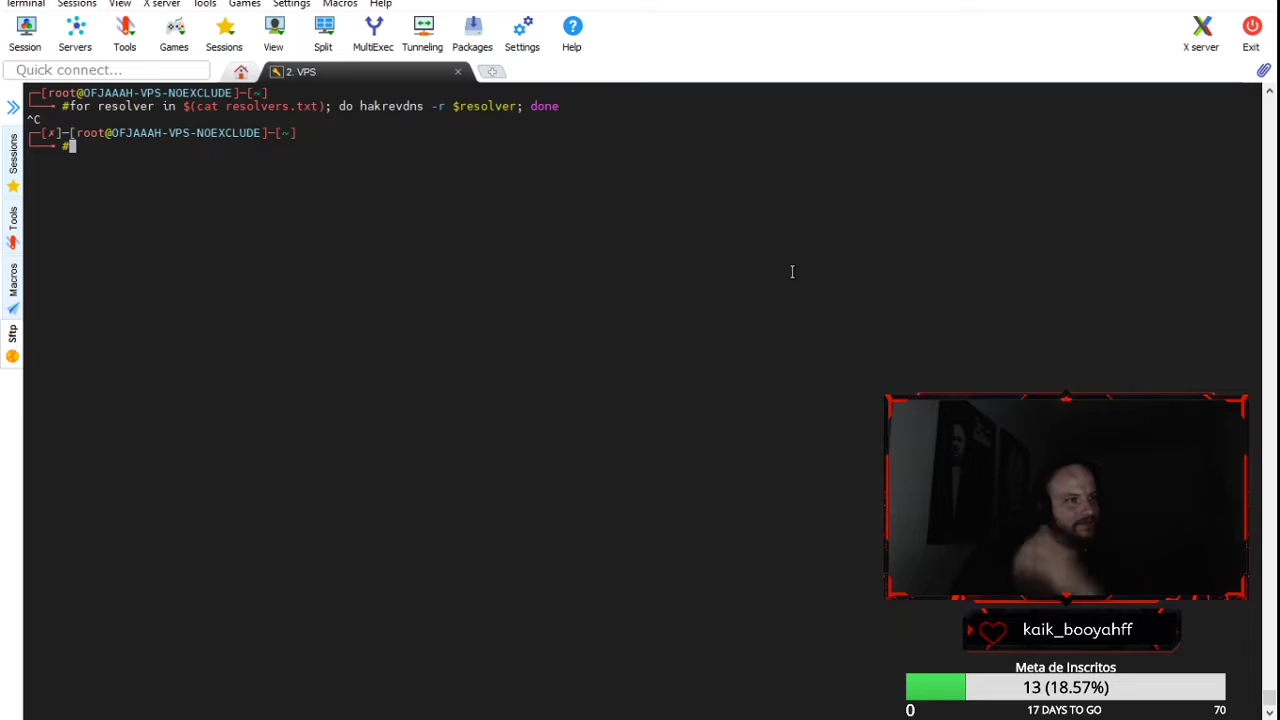 Terminal Sessions View X server Tools Games Settings Macros Help
Session Servers Tools Games Sessions View Split MultiExec Tunneling Packages Settings Help X server Exit
Quick connect... 2. VPS
Sessions
Tools
Macros
Sftp
[root@OFJAAAH-VPS-NOEXCLUDE]─[~]
#for resolver in $(cat resolvers.txt); do hakrevdns -r $resolver; done
^C
[✗]─[root@OFJAAAH-VPS-NOEXCLUDE]─[~]
#
kaik_booyahff
Meta de Inscritos
13 (18.57%)
0 17 DAYS TO GO 70